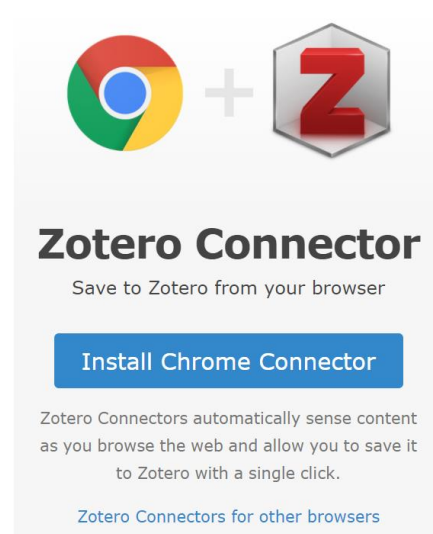 Z
Zotero Connector
Save to Zotero from your browser
Install Chrome Connector
Zotero Connectors automatically sense content
as you browse the web and allow you to save it
to Zotero with a single click.
Zotero Connectors for other browsers